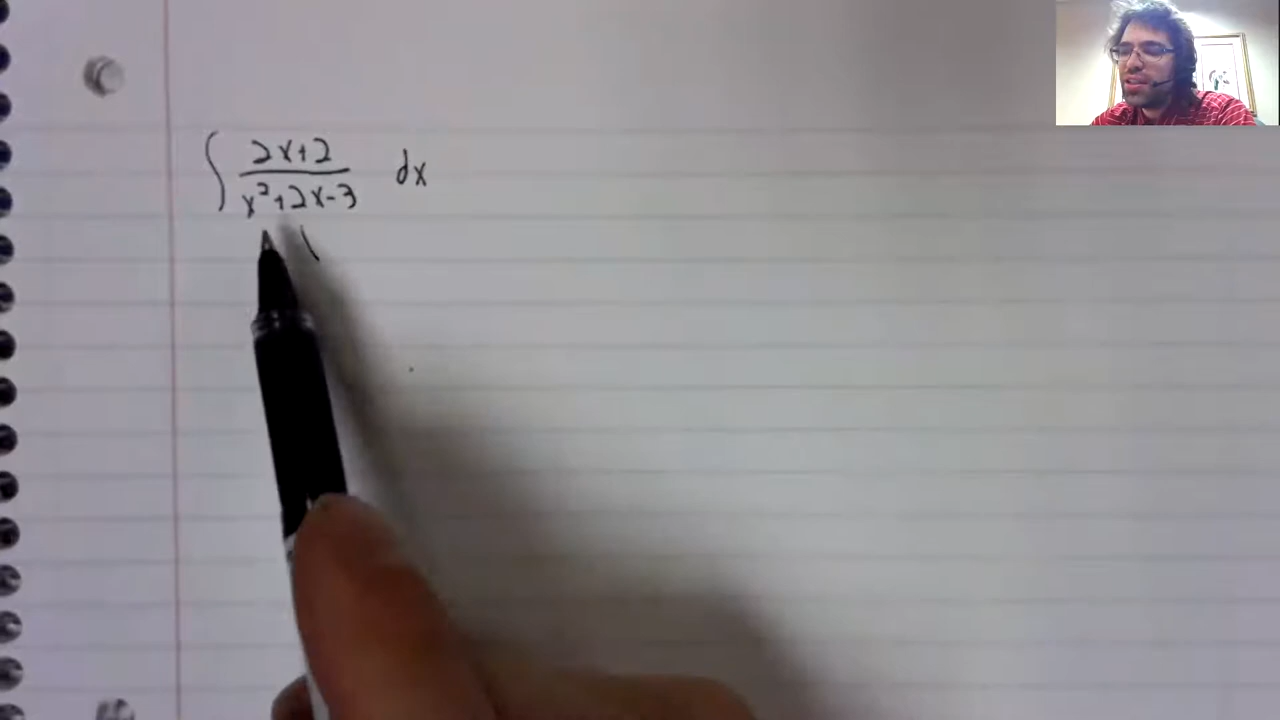 ∫ (2x+2)/(x²+2x-3) dx